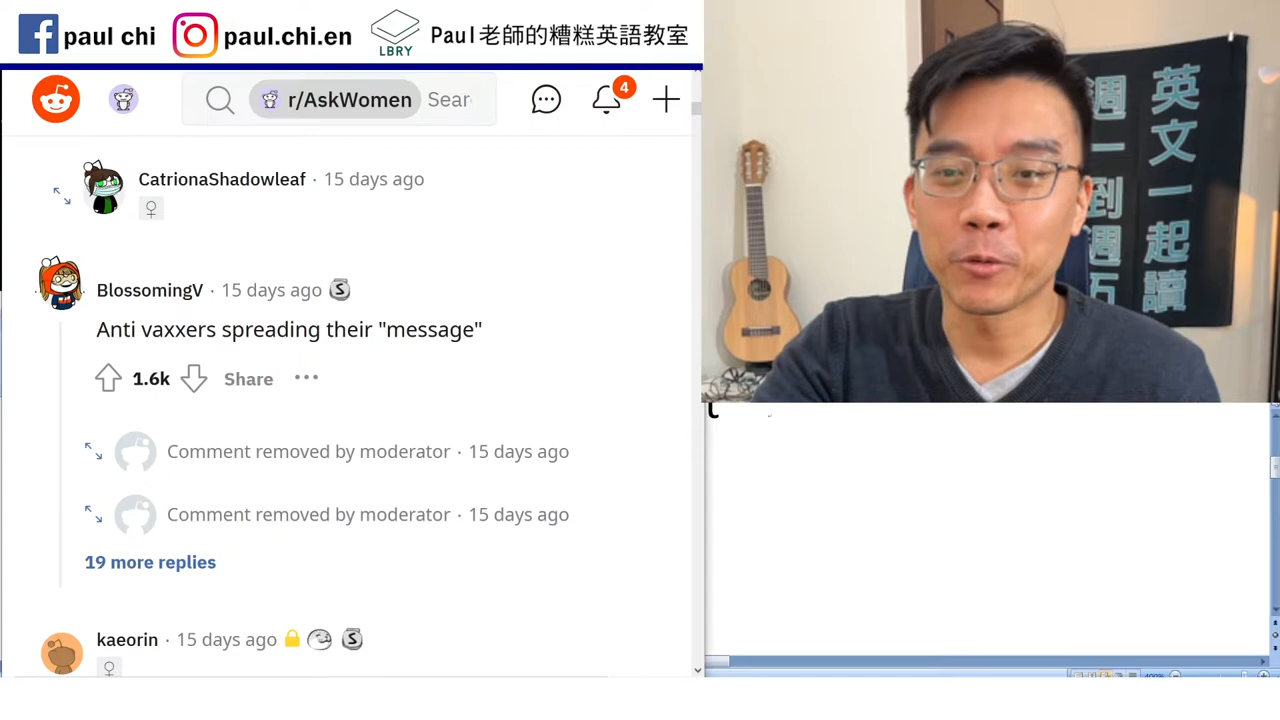 paul chi
paul.chi.en
LBRY
Paul老師的糟糕英語教室
r/AskWomen
Sear
4
CatrionaShadowleaf · 15 days ago
BlossomingV · 15 days ago
S
Anti vaxxers spreading their "message"
1.6k
Share
Comment removed by moderator · 15 days ago
Comment removed by moderator · 15 days ago
19 more replies
kaeorin · 15 days ago
S
英文一起讀
週一到週五
t
400%